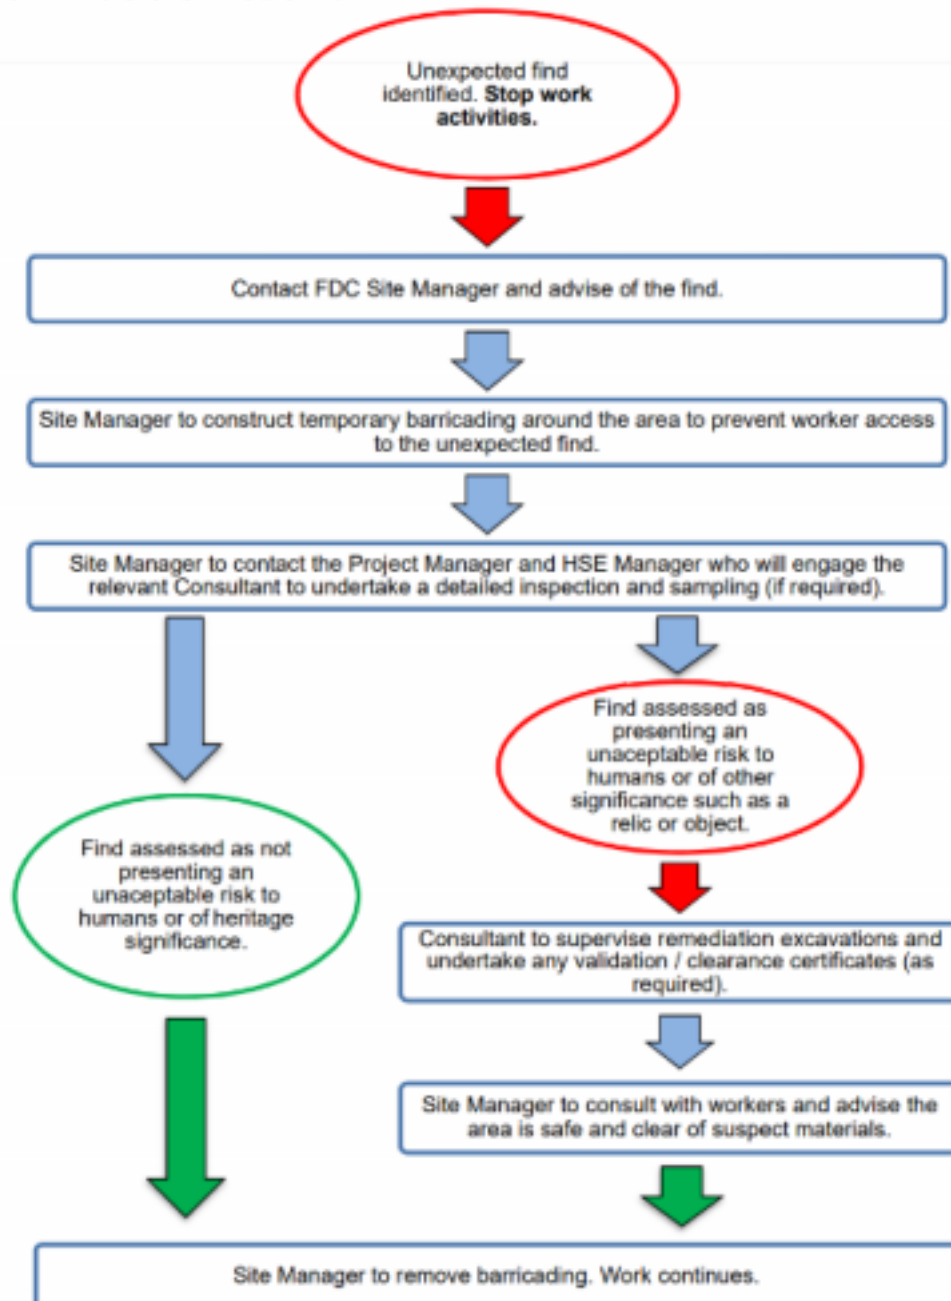 Unexpected find
identified. Stop work
activities.
Contact FDC Site Manager and advise of the find.
Site Manager to construct temporary barricading around the area to prevent worker access
to the unexpected find.
Site Manager to contact the Project Manager and HSE Manager who will engage the
relevant Consultant to undertake a detailed inspection and sampling (if required).
Find assessed as
presenting an
unaceptable risk to
humans or of other
significance such as a
relic or object.
Find assessed as not
presenting an
unacceptable risk to
humans or of heritage
significance.
Consultant to supervise remediation excavations and
undertake any validation / clearance certificates (as
required).
Site Manager to consult with workers and advise the
area is safe and clear of suspect materials.
Site Manager to remove barricading. Work continues.